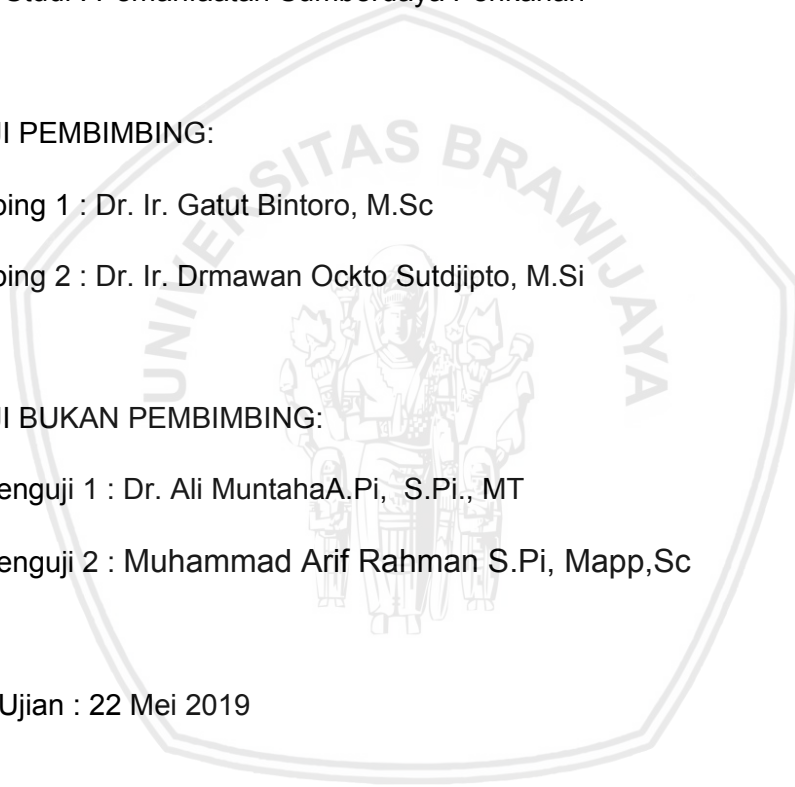 Studi : Pemanfaatan Sumberdaya Perikanan
JI PEMBIMBING:
bing 1 : Dr. Ir. Gatut Bintoro, M.Sc
bing 2 : Dr. Ir. Drmawan Ockto Sutdjipto, M.Si
JI BUKAN PEMBIMBING:
enguji 1 : Dr. Ali MuntahaA.Pi, S.Pi., MT
enguji 2 : Muhammad Arif Rahman S.Pi, Mapp,Sc
Ujian : 22 Mei 2019
UNIVERSITAS BRAWIJAYA